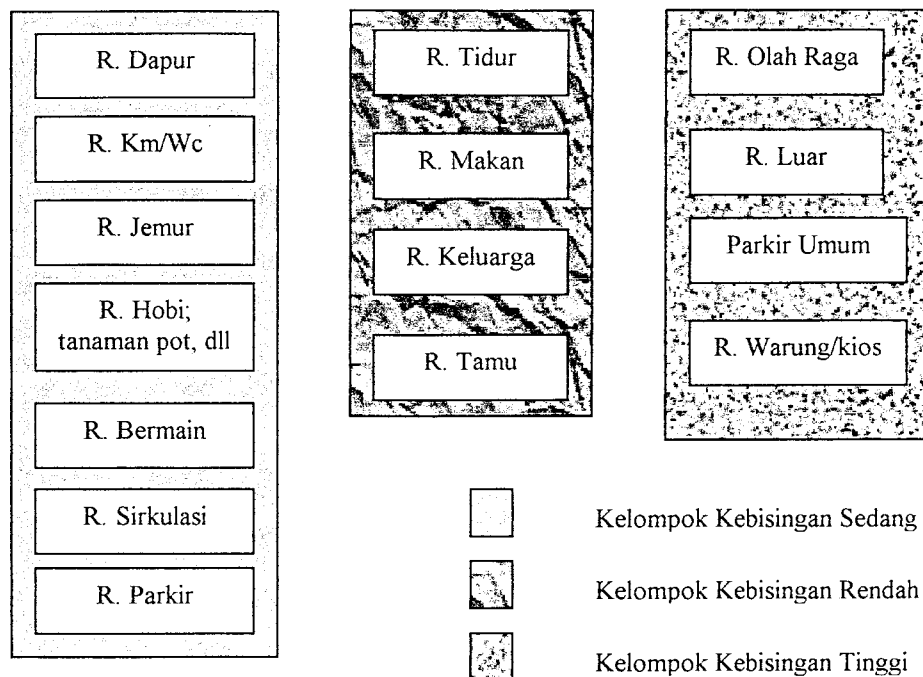 R. Dapur
R. Km/Wc
R. Jemur
R. Hobi;
tanaman pot, dll
R. Bermain
R. Sirkulasi
R. Parkir
R. Tidur
R. Makan
R. Keluarga
R. Tamu
R. Olah Raga
R. Luar
Parkir Umum
R. Warung/kios
Kelompok Kebisingan Sedang
Kelompok Kebisingan Rendah
Kelompok Kebisingan Tinggi